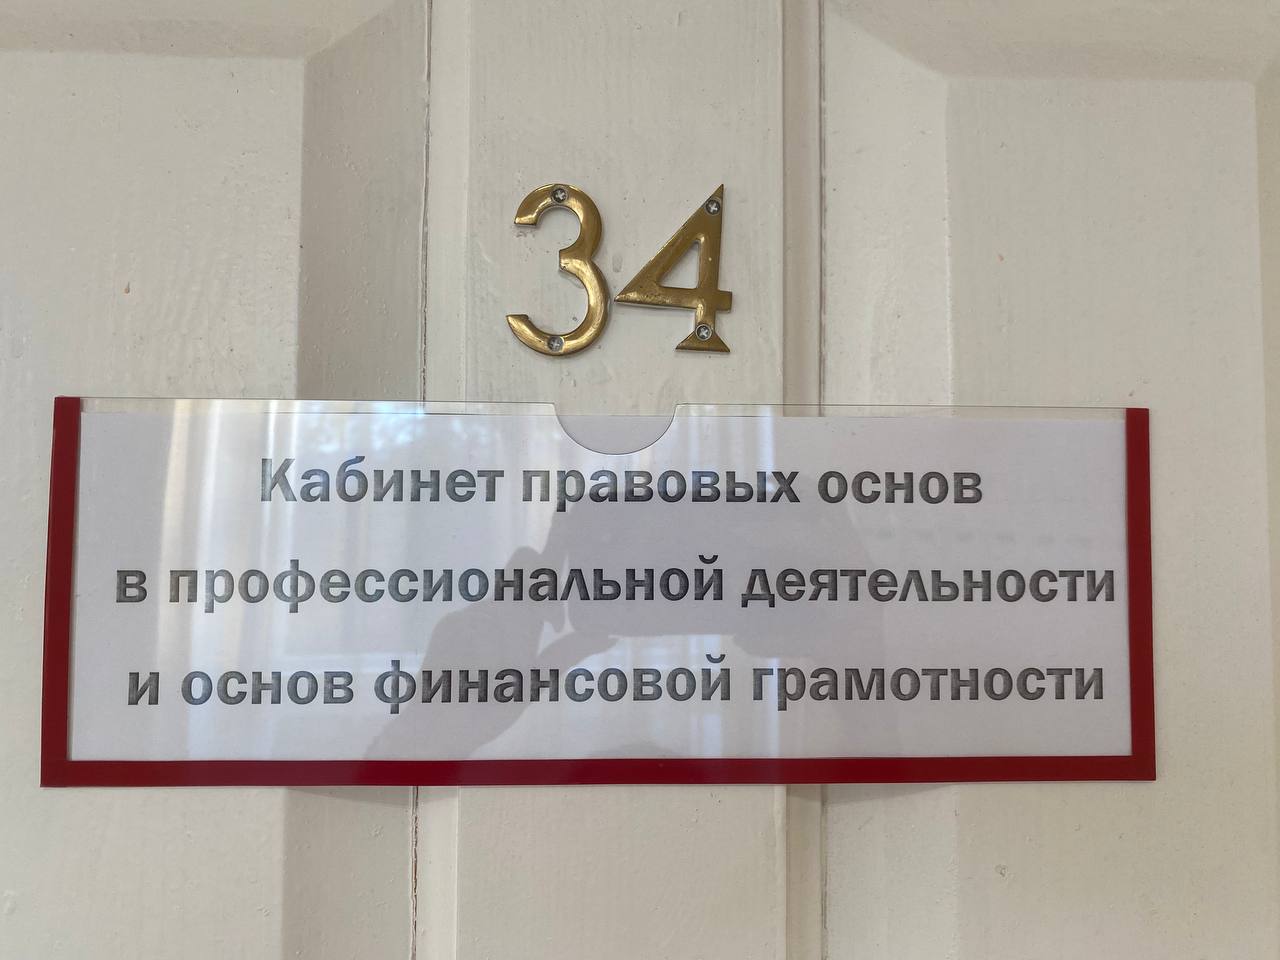 34
Кабинет правовых основ
в профессиональной деятельности
и основ финансовой грамотности